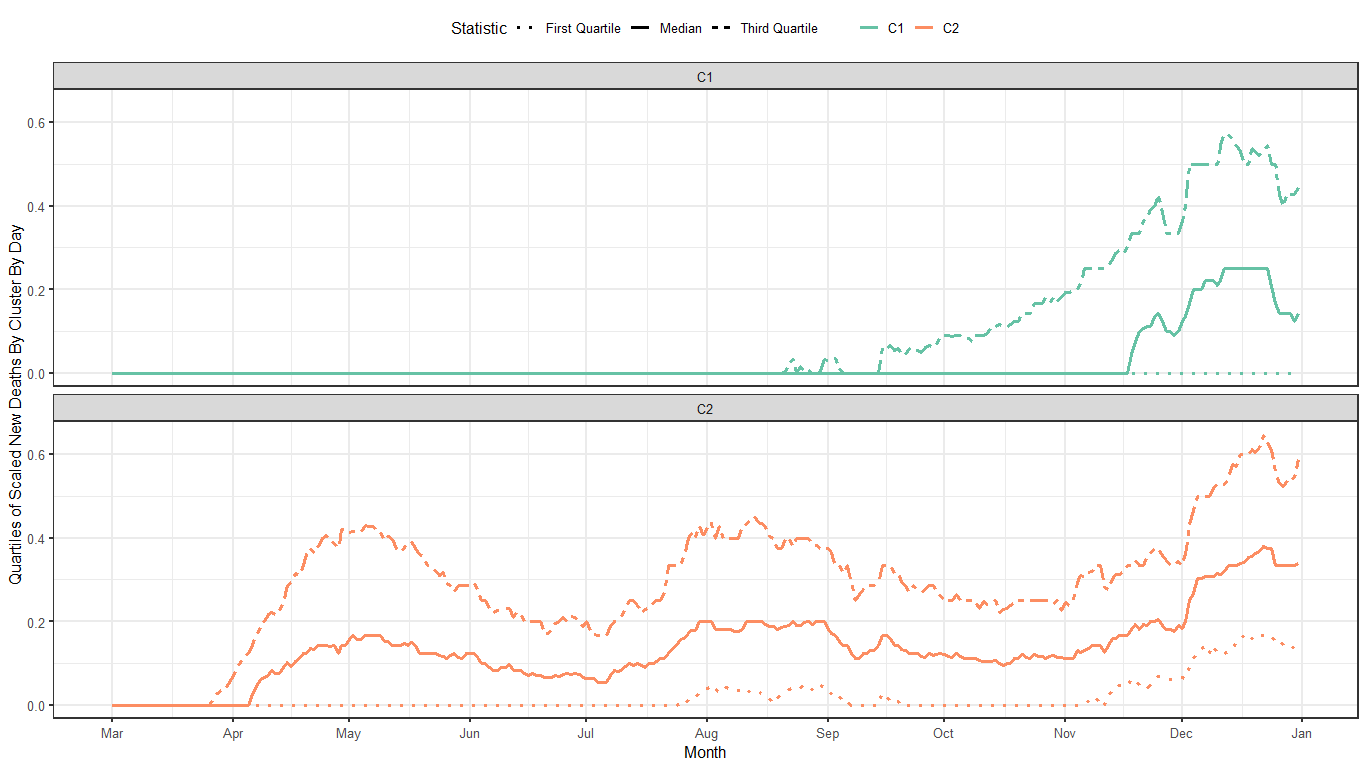 Statistic First Quartile Median Third Quartile C1 C2
C1
0.6
0.4
0.2
0.0
C2
0.6
0.4
0.2
0.0
Quartiles of Scaled New Deaths By Cluster By Day
Mar Apr May Jun Jul Aug Sep Oct Nov Dec Jan
Month